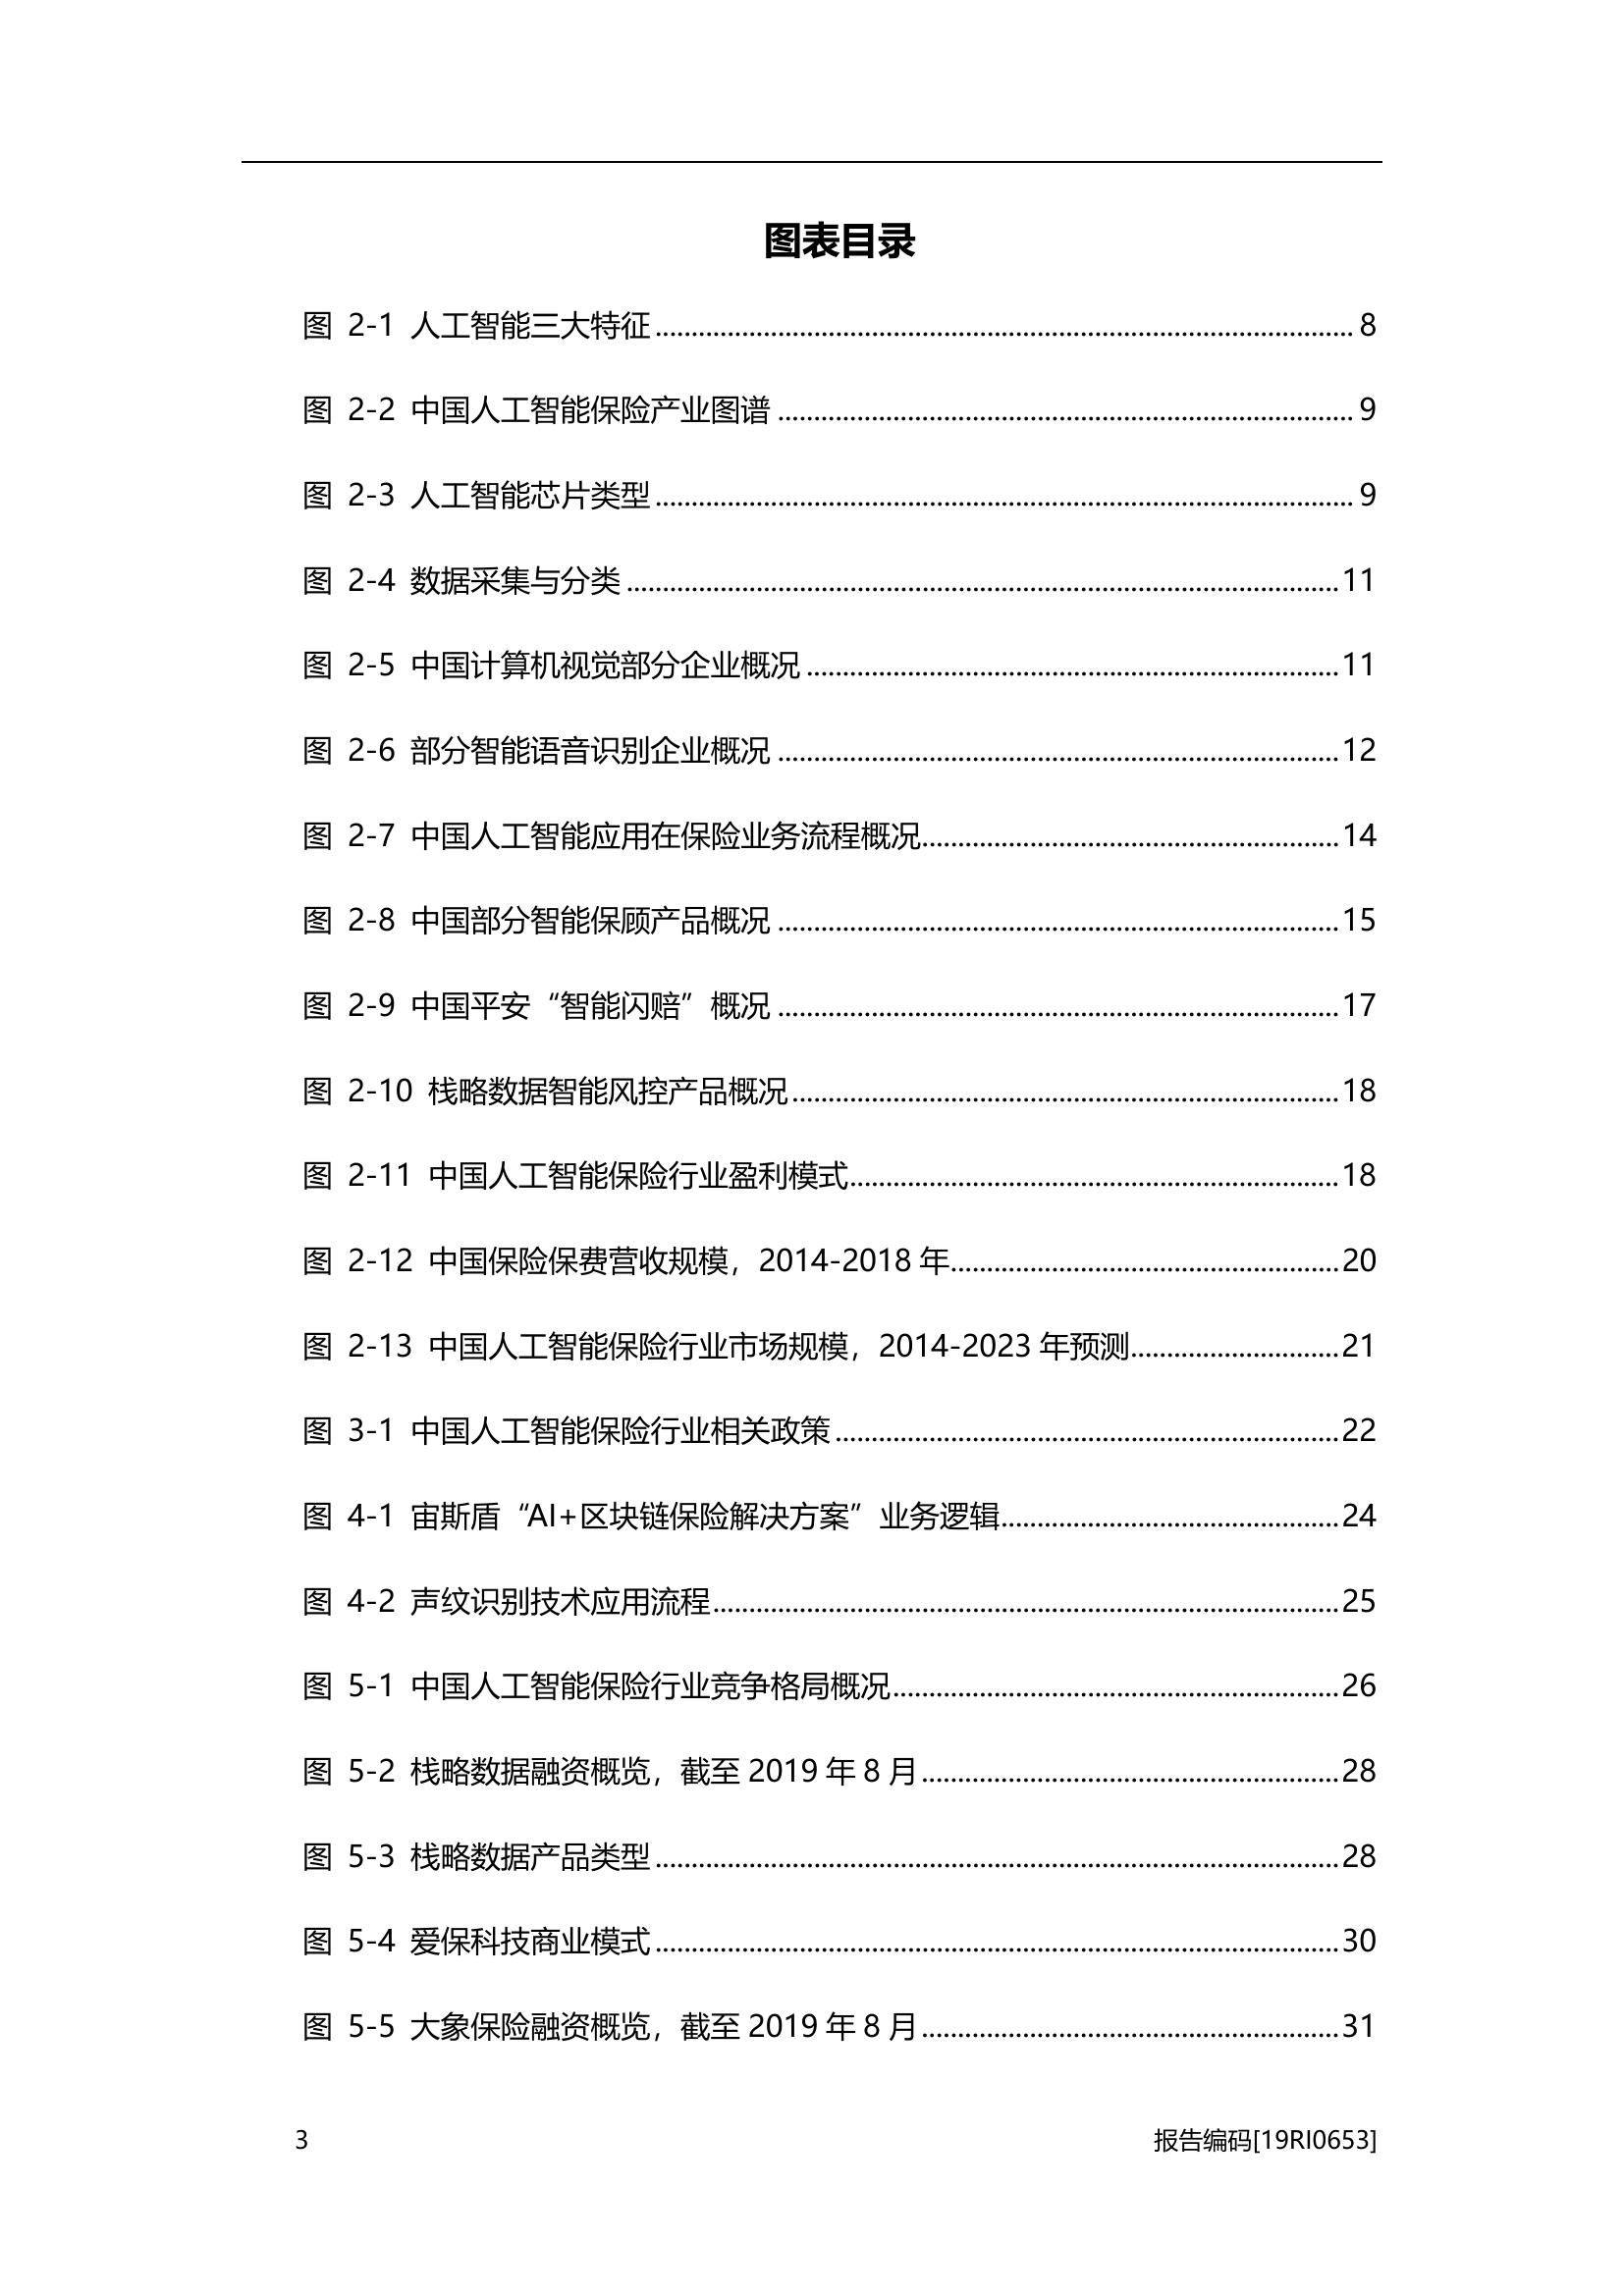 图表目录
图 2-1 人工智能三大特征 8
图 2-2 中国人工智能保险产业图谱 9
图 2-3 人工智能芯片类型 9
图 2-4 数据采集与分类 11
图 2-5 中国计算机视觉部分企业概况 11
图 2-6 部分智能语音识别企业概况 12
图 2-7 中国人工智能应用在保险业务流程概况 14
图 2-8 中国部分智能保顾产品概况 15
图 2-9 中国平安“智能闪赔”概况 17
图 2-10 栈略数据智能风控产品概况 18
图 2-11 中国人工智能保险行业盈利模式 18
图 2-12 中国保险保费营收规模，2014-2018 年 20
图 2-13 中国人工智能保险行业市场规模，2014-2023 年预测 21
图 3-1 中国人工智能保险行业相关政策 22
图 4-1 宙斯盾“AI+区块链保险解决方案”业务逻辑 24
图 4-2 声纹识别技术应用流程 25
图 5-1 中国人工智能保险行业竞争格局概况 26
图 5-2 栈略数据融资概览，截至 2019 年 8 月 28
图 5-3 栈略数据产品类型 28
图 5-4 爱保科技商业模式 30
图 5-5 大象保险融资概览，截至 2019 年 8 月 31
3 报告编码[19RI0653]